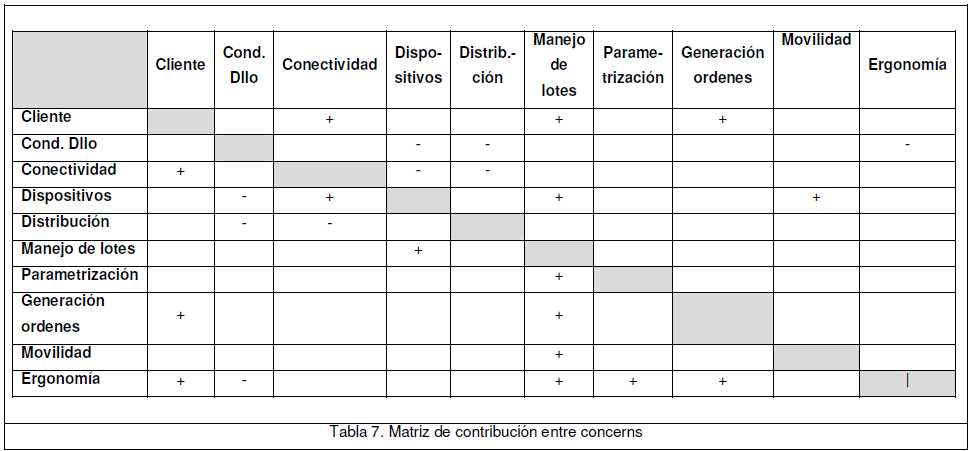 Cliente Cond. Dllo Conectividad Dispo-sitivos Distrib.-ción Manejo de lotes Parame-trización Generación ordenes Movilidad Ergonomía
Cliente + + +
Cond. Dllo - - -
Conectividad + - -
Dispositivos - + + +
Distribución - -
Manejo de lotes +
Parametrización +
Generación ordenes + +
Movilidad +
Ergonomía + - + + + |
Tabla 7. Matriz de contribución entre concerns